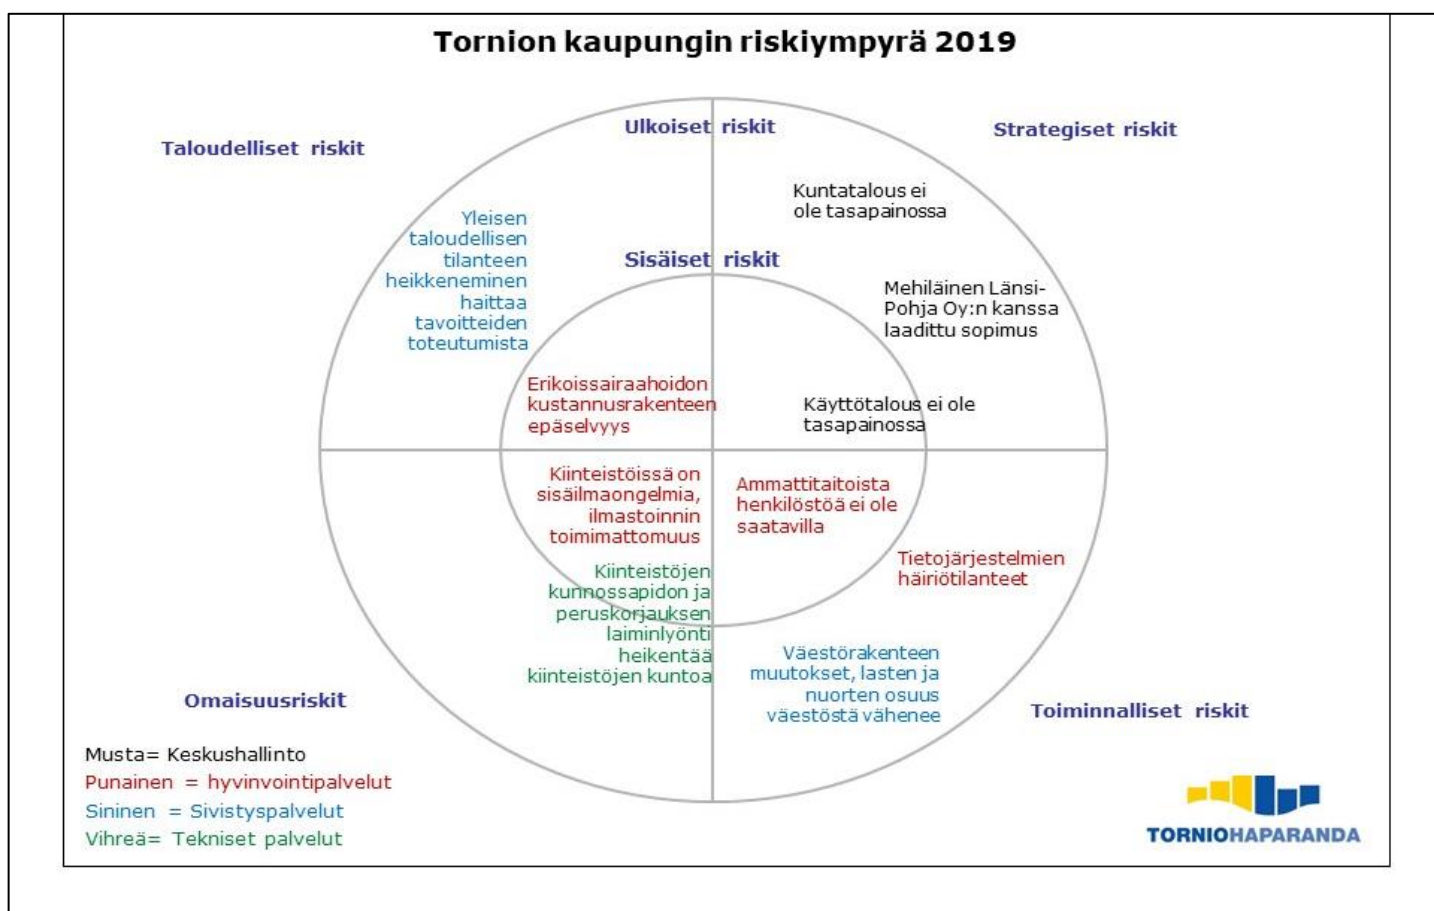 Tornion kaupungin riskiympyrä 2019
Taloudelliset riskit
Ulkoiset riskit
Strategiset riskit
Kuntatalous ei
ole tasapainossa
Yleisen
taloudellisen
tilanteen
heikkeneminen
haittaa
tavoitteiden
toteutumista
Sisäiset riskit
Mehiläinen Länsi-
Pohja Oy:n kanssa
laadittu sopimus
Erikoissairaahoidon
kustannusrakenteen
epäselvyys
Käyttötalous ei ole
tasapainossa
Kiinteistöissä on
sisäilmaongelmia,
ilmastoinnin
toimimattomuus
Ammattitaitoista
henkilöstöä ei ole
saatavilla
Tietojärjestelmien
häiriötilanteet
Kiinteistöjen
kunnossapidon ja
peruskorjauksen
laiminlyönti
heikentää
kiinteistöjen kuntoa
Väestörakenteen
muutokset, lasten ja
nuorten osuus
väestöstä vähenee
Omaisuusriskit
Toiminnalliset riskit
Musta= Keskushallinto
Punainen = hyvinvointipalvelut
Sininen = Sivistyspalvelut
Vihreä= Tekniset palvelut
TORNIOHAPARANDA